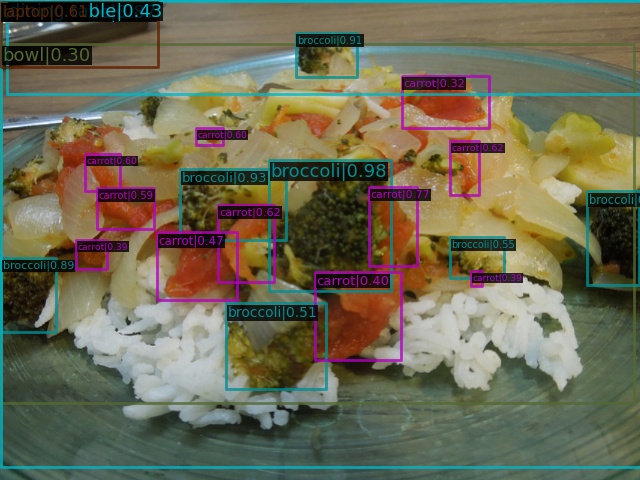 laptop|0.61
ble|0.43
bowl|0.30
broccoli|0.91
carrot|0.32
carrot|0.60
carrot|0.62
carrot|0.60
broccoli|0.98
broccoli|0.93
carrot|0.59
carrot|0.77
broccoli|
carrot|0.62
carrot|0.47
carrot|0.39
broccoli|0.55
broccoli|0.89
carrot|0.40
carrot|0.39
broccoli|0.51